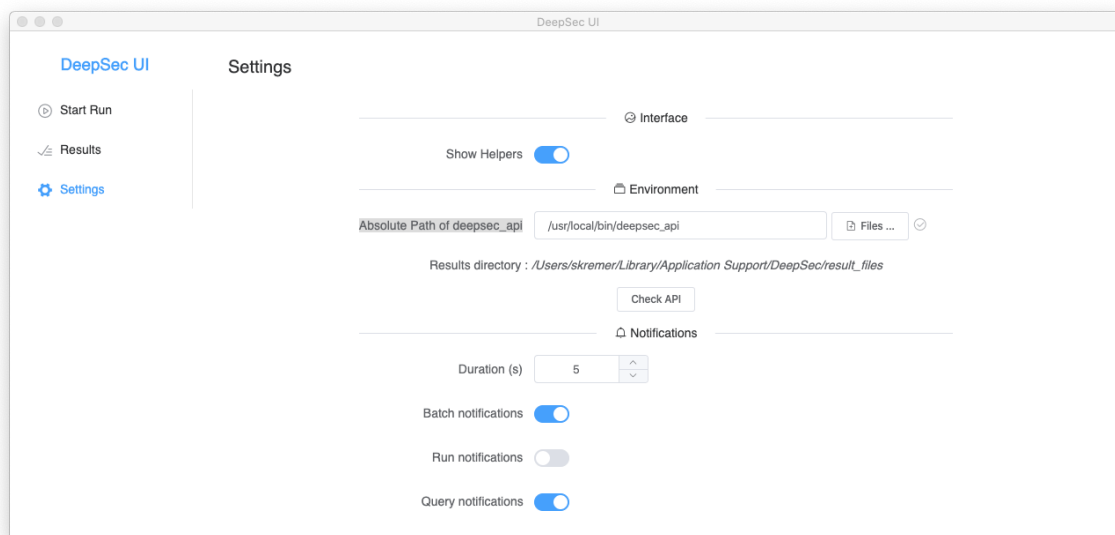 DeepSec UI
DeepSec UI
Settings
Start Run
Results
Settings
Interface
Show Helpers
Environment
Absolute Path of deepsec_api /usr/local/bin/deepsec_api Files ...
Results directory : /Users/skremer/Library/Application Support/DeepSec/result_files
Check API
Notifications
Duration (s) 5
Batch notifications
Run notifications
Query notifications